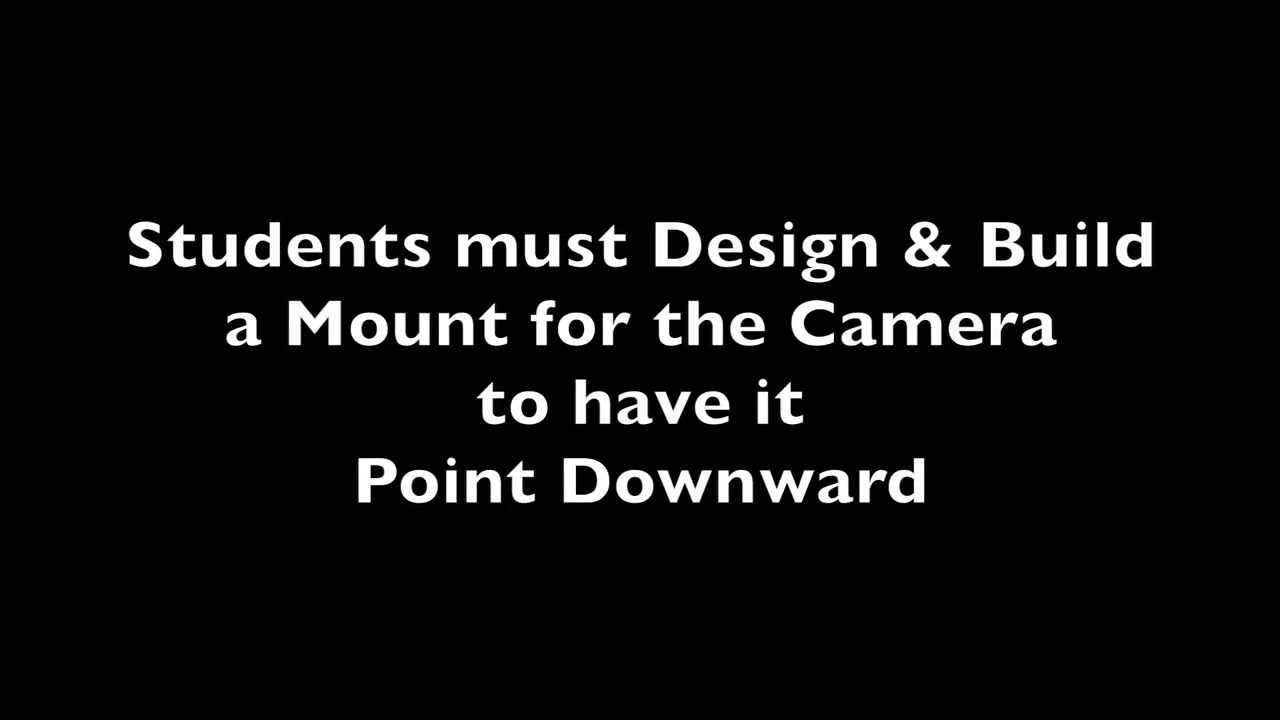 Students must Design & Build
a Mount for the Camera
to have it
Point Downward